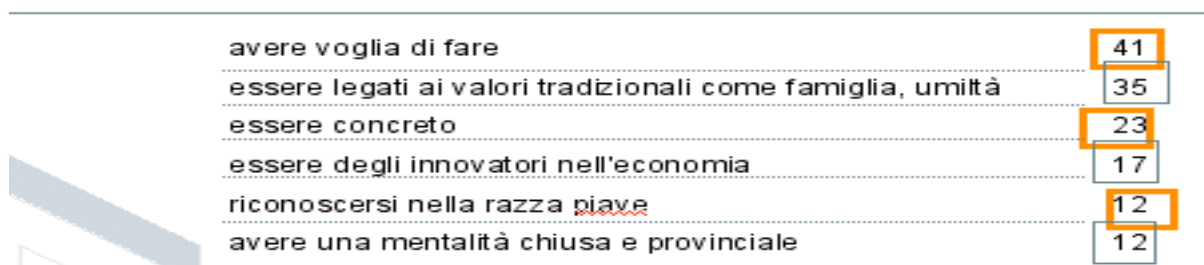 avere voglia di fare 41
essere legati ai valori tradizionali come famiglia, umiltà 35
essere concreto 23
essere degli innovatori nell'economia 17
riconoscersi nella razza piave 12
avere una mentalità chiusa e provinciale 12